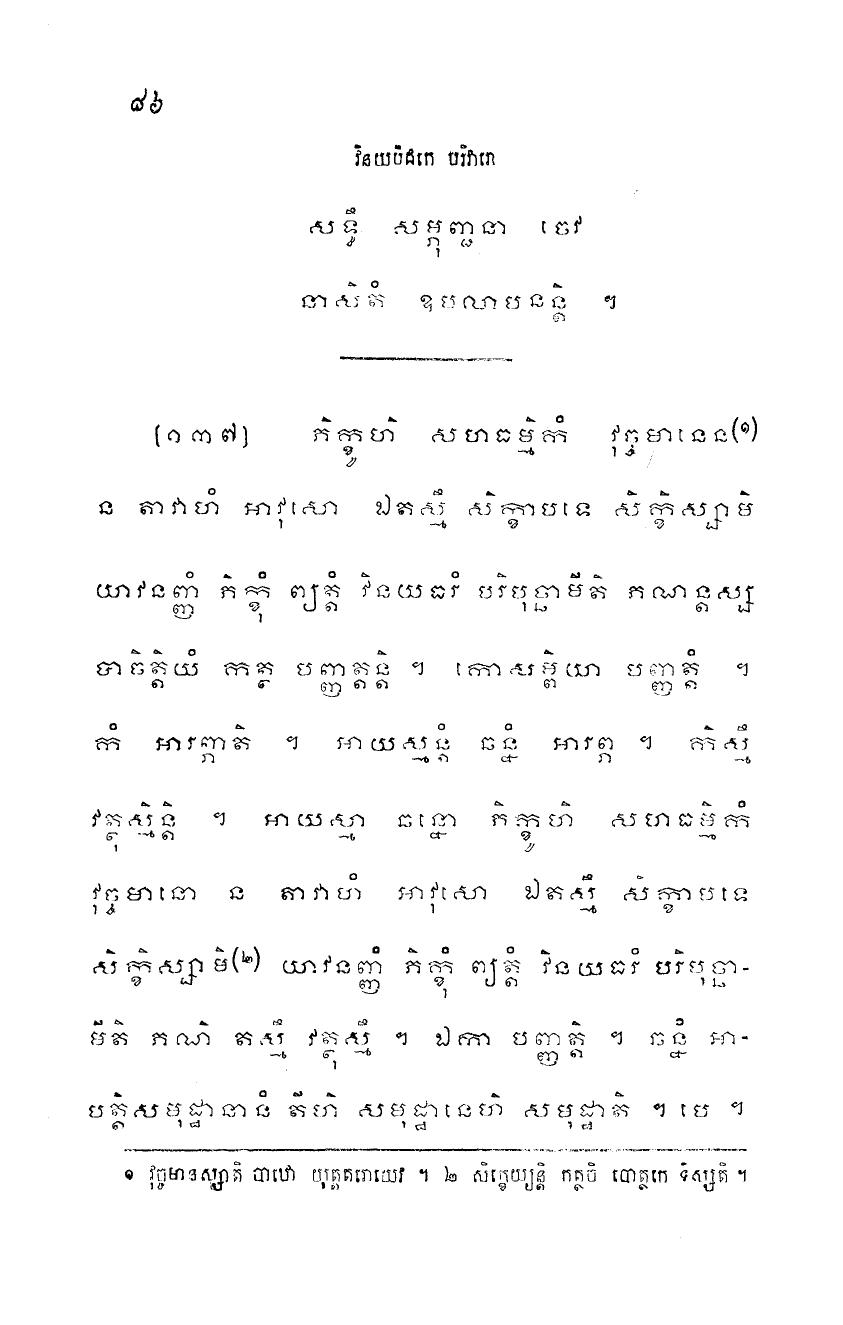 ៨៦
វិនយបិដកេ បរិវារោ
សទ្ធឹ សម្មុញ្ជនា ចេវ
នាសិតំ ឧបលាបនន្តិ ។
[១៣៧] ភិក្ខូហិ សហធម្មិកំ វុច្ចមានេន(១)
ន តាវាហំ អាវុសោ ឯតស្មឹ សិក្ខាបទេ សិក្ខិស្សាមិ
យាវនញ្ញំ ភិក្ខុំ ព្យត្តំ វិនយធរំ បរិបុច្ឆាមីតិ ភណន្តស្ស
បាចិត្តិយំ កត្ថ បញ្ញត្តន្តិ ។ កោសម្ពិយា បញ្ញត្តំ ។
កំ អារព្ភាតិ ។ អាយស្មន្តំ ឆន្នំ អារព្ភ ។ កិស្មឹ
វត្ថុស្មិន្តិ ។ អាយស្មា ឆន្នោ ភិក្ខូហិ សហធម្មិកំ
វុច្ចមានោ ន តាវាហំ អាវុសោ ឯតស្មឹ សិក្ខាបទេ
សិក្ខិស្សាមិ(២) យាវនញ្ញំ ភិក្ខុំ ព្យត្តំ វិនយធរំ បរិបុច្ឆា-
មីតិ ភណិ តស្មឹ វត្ថុស្មឹ ។ ឯកា បញ្ញត្តិ ។ ឆន្នំ អា-
បត្តិសមុដ្ឋានានំ តីហិ សមុដ្ឋានេហិ សមុដ្ឋាតិ ។ បេ ។
១ វុច្ចមានស្សាតិ បាឋោ យុត្តតរោយេវ ។ ២ សិក្ខេយ្យន្តិ កត្ថចិ បោត្ថកេ ទិស្សតិ ។